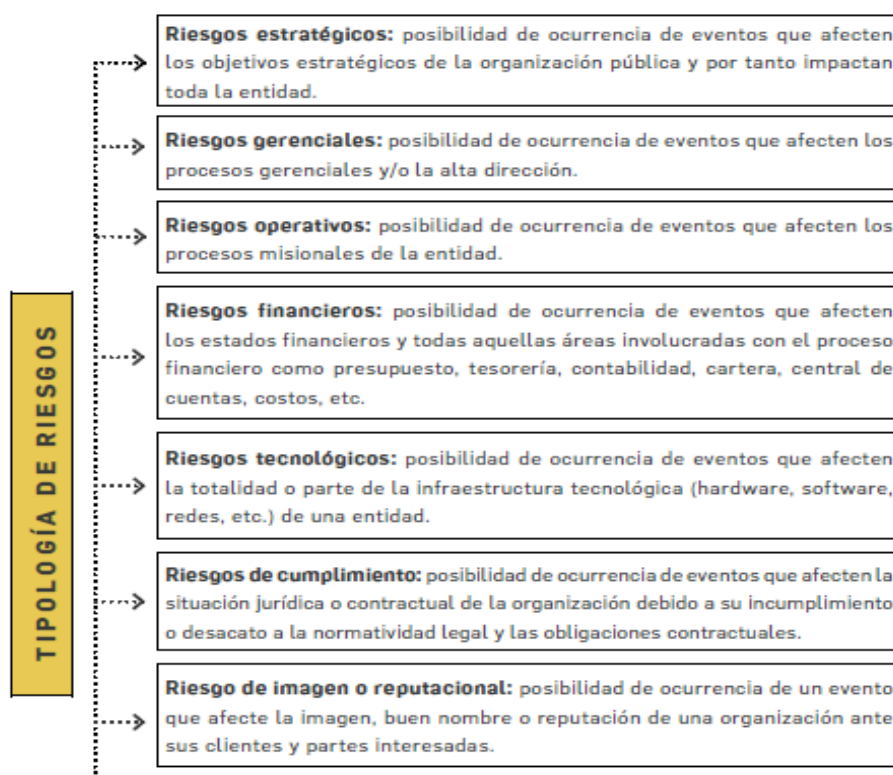 Riesgos estratégicos: posibilidad de ocurrencia de eventos que afecten
los objetivos estratégicos de la organización pública y por tanto impactan
toda la entidad.
Riesgos gerenciales: posibilidad de ocurrencia de eventos que afecten los
procesos gerenciales y/o la alta dirección.
Riesgos operativos: posibilidad de ocurrencia de eventos que afecten los
procesos misionales de la entidad.
TIPOLOGÍA DE RIESGOS
Riesgos financieros: posibilidad de ocurrencia de eventos que afecten
los estados financieros y todas aquellas áreas involucradas con el proceso
financiero como presupuesto, tesorería, contabilidad, cartera, central de
cuentas, costos, etc.
Riesgos tecnológicos: posibilidad de ocurrencia de eventos que afecten
la totalidad o parte de la infraestructura tecnológica (hardware, software,
redes, etc.) de una entidad.
Riesgos de cumplimiento: posibilidad de ocurrencia de eventos que afecten la
situación jurídica o contractual de la organización debido a su incumplimiento
o desacato a la normatividad legal y las obligaciones contractuales.
Riesgo de imagen o reputacional: posibilidad de ocurrencia de un evento
que afecte la imagen, buen nombre o reputación de una organización ante
sus clientes y partes interesadas.